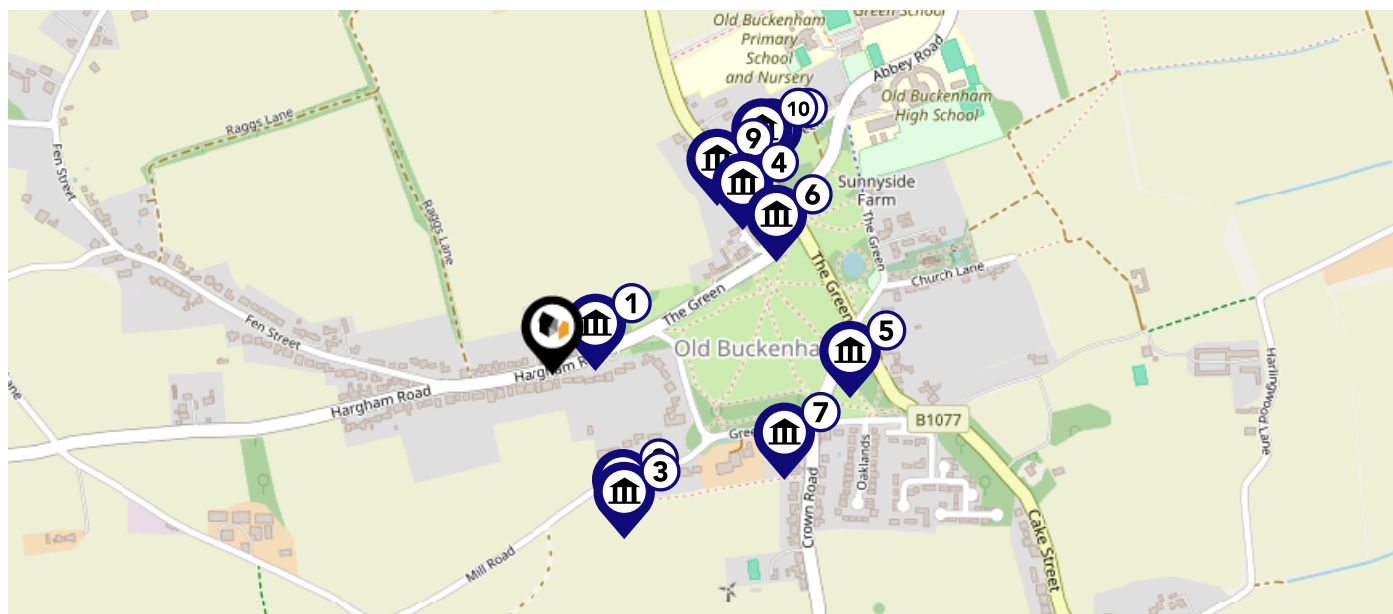 Old Buckenham
Primary
School
and Nursery
Green School
Abbey Road
Old Buckenham
High School
10
9
4
6
Sunnyside
Farm
The Green
Raggs Lane
Raggs Lane
Fen Street
Fen Street
Church Lane
The Green
The Green
1
5
Old Buckenha
Hargham R
Hargham Road
Harlingwood Lane
7
B1077
Gree
3
Oaklands
Crown Road
Cake Street
Mill Road
Lane